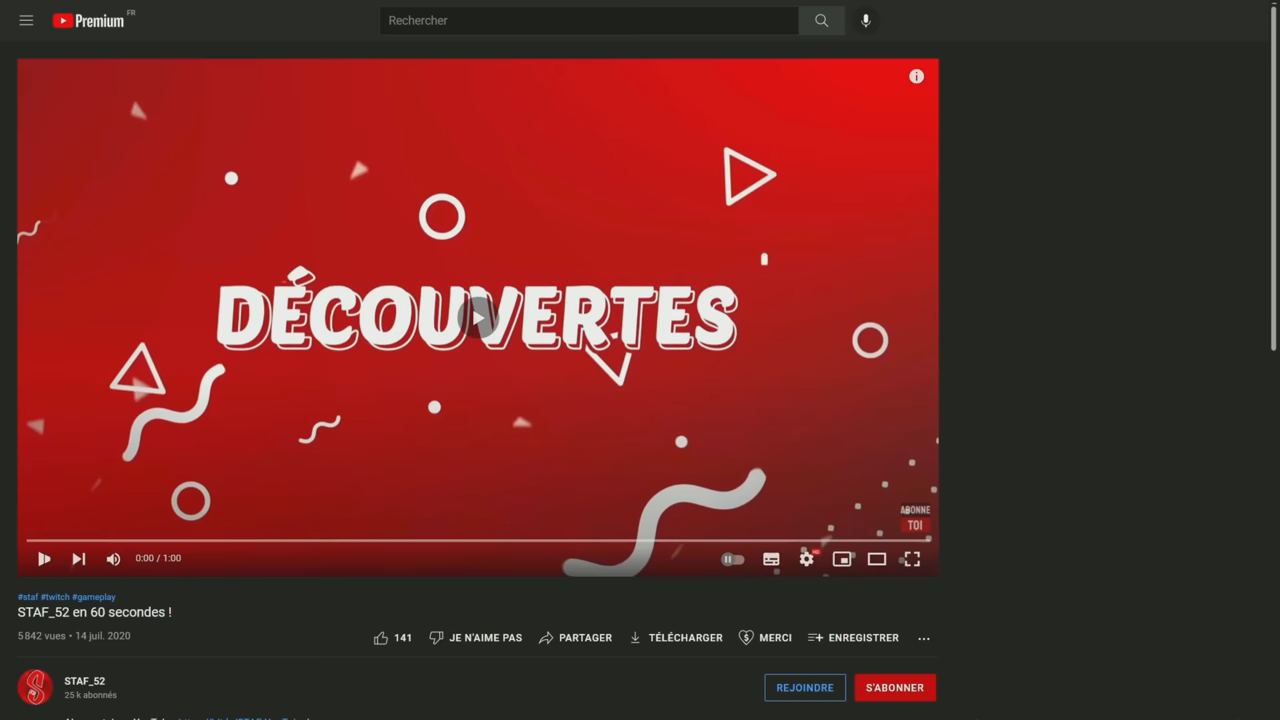 Premium FR
Rechercher
DÉCOUVERTES
ABONNE
TOI
0:00 / 1:00
#staf #twitch #gameplay
STAF_52 en 60 secondes !
5 842 vues • 14 juil. 2020
141 JE N'AIME PAS PARTAGER TÉLÉCHARGER MERCI ENREGISTRER
STAF_52
25 k abonnés
REJOINDRE
S'ABONNER